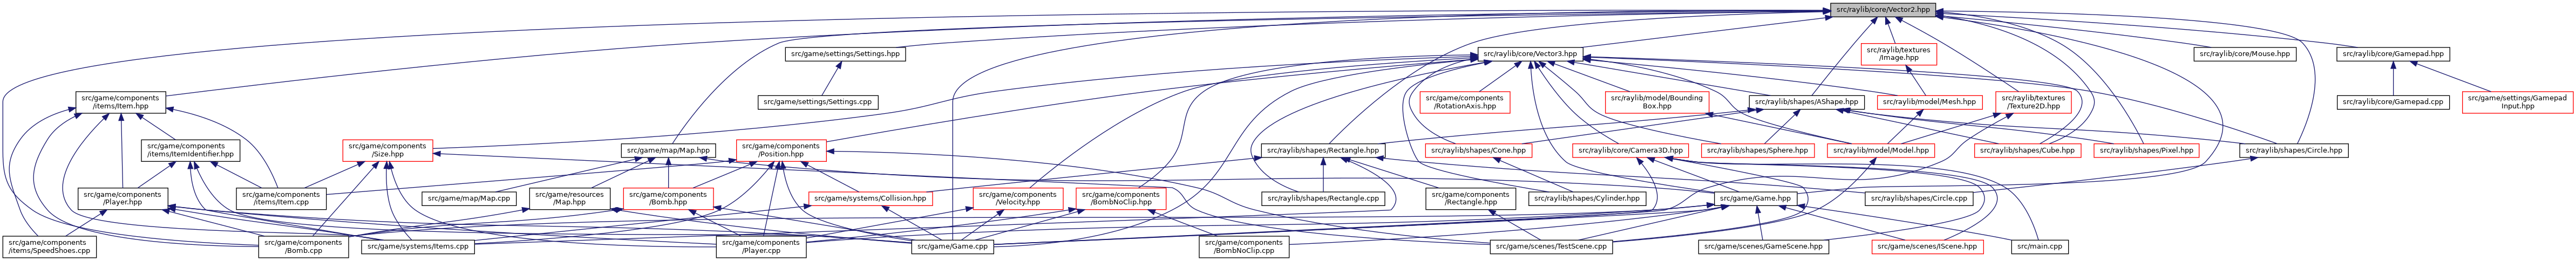 src/raylib/core/Vector2.hpp
src/game/settings/Settings.hpp
src/raylib/core/Vector3.hpp
src/raylib/textures
/Image.hpp
src/raylib/core/Mouse.hpp
src/raylib/core/Gamepad.hpp
src/game/components
/items/Item.hpp
src/game/settings/Settings.cpp
src/game/components
/RotationAxis.hpp
src/raylib/model/Bounding
Box.hpp
src/raylib/shapes/AShape.hpp
src/raylib/model/Mesh.hpp
src/raylib/textures
/Texture2D.hpp
src/raylib/core/Gamepad.cpp
src/game/settings/Gamepad
Input.hpp
src/game/components
/items/ItemIdentifier.hpp
src/game/components
/Size.hpp
src/game/map/Map.hpp
src/game/components
/Position.hpp
src/raylib/shapes/Rectangle.hpp
src/raylib/shapes/Cone.hpp
src/raylib/core/Camera3D.hpp
src/raylib/shapes/Sphere.hpp
src/raylib/model/Model.hpp
src/raylib/shapes/Cube.hpp
src/raylib/shapes/Pixel.hpp
src/raylib/shapes/Circle.hpp
src/game/components
/Player.hpp
src/game/components
/items/Item.cpp
src/game/map/Map.cpp
src/game/resources
/Map.hpp
src/game/components
/Bomb.hpp
src/game/systems/Collision.hpp
src/game/components
/Velocity.hpp
src/game/components
/BombNoClip.hpp
src/raylib/shapes/Rectangle.cpp
src/game/components
/Rectangle.hpp
src/raylib/shapes/Cylinder.hpp
src/game/Game.hpp
src/raylib/shapes/Circle.cpp
src/game/components
/items/SpeedShoes.cpp
src/game/components
/Bomb.cpp
src/game/systems/Items.cpp
src/game/components
/Player.cpp
src/game/Game.cpp
src/game/components
/BombNoClip.cpp
src/game/scenes/TestScene.cpp
src/game/scenes/GameScene.hpp
src/game/scenes/IScene.hpp
src/main.cpp